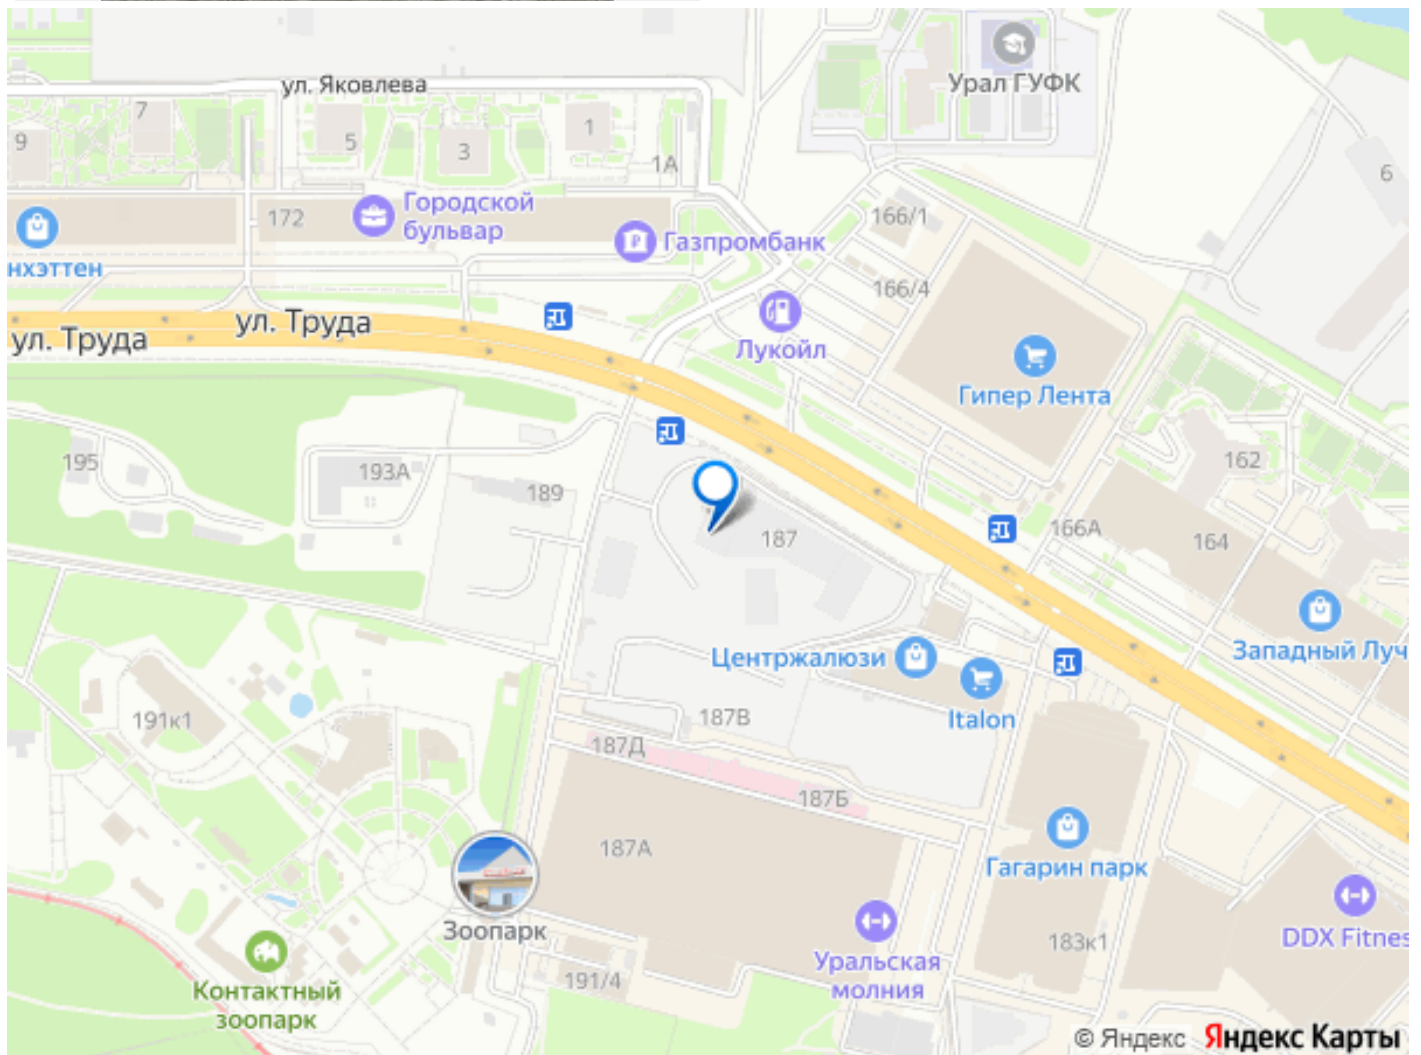 Урал ГУФК
ул. Яковлева
7
9
5
3
1
1А
6
172
Городской
бульвар
166/1
Газпромбанк
нхэттен
166/4
ул. Труда
ул. Труда
Лукойл
Гипер Лента
195
193А
189
162
187
166А
164
Западный Луч
Центржалюзи
191к1
187В
Italon
187Д
187Б
187А
Гагарин парк
Зоопарк
183к1
DDX Fitnes
Уральская
молния
191/4
Контактный
зоопарк
© Яндекс Яндекс Карты